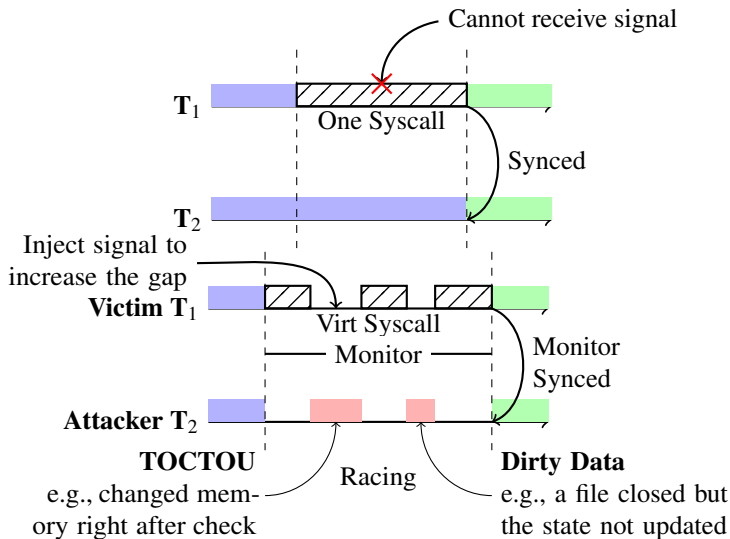 Cannot receive signal
T1
One Syscall
Synced
T2
Inject signal to
increase the gap
Victim T1
Virt Syscall
Monitor
Monitor
Synced
Attacker T2
TOCTOU
e.g., changed mem-
ory right after check
Racing
Dirty Data
e.g., a file closed but
the state not updated